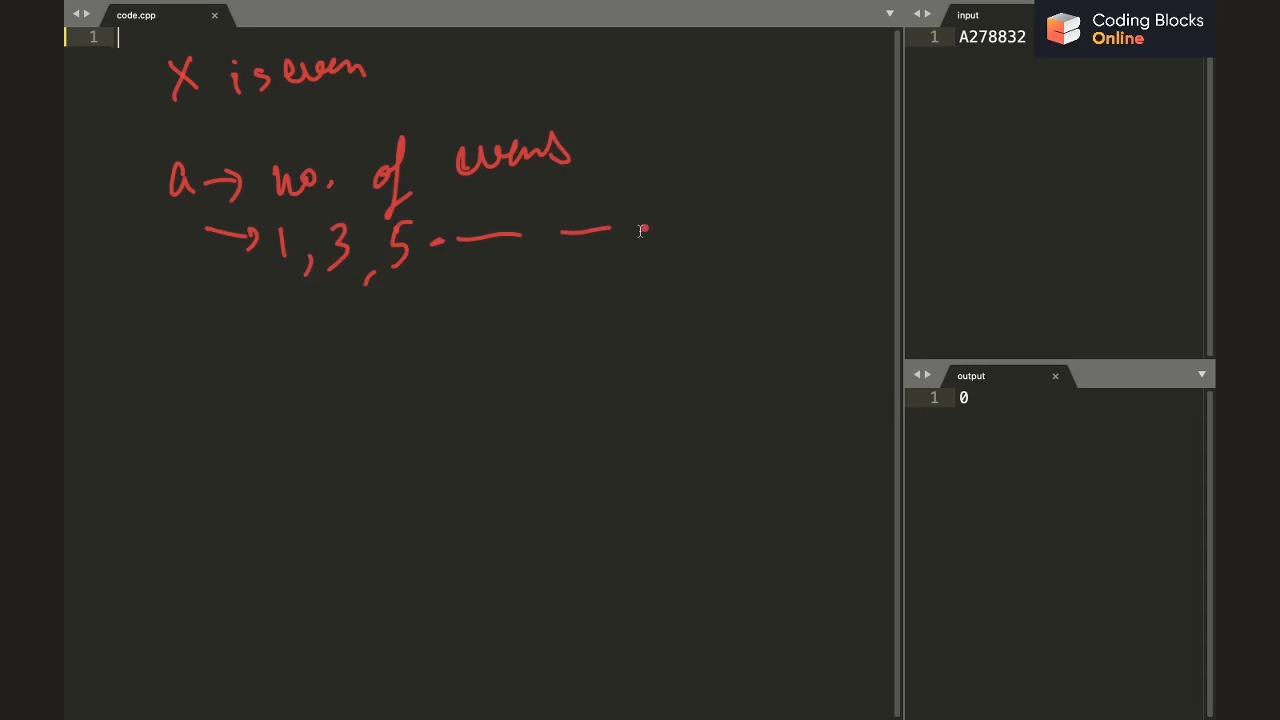 code.cpp
1
X is even
a → no. of evens
→ 1, 3, 5 . — —
input
1 A278832
Coding Blocks
Online
output
1 0